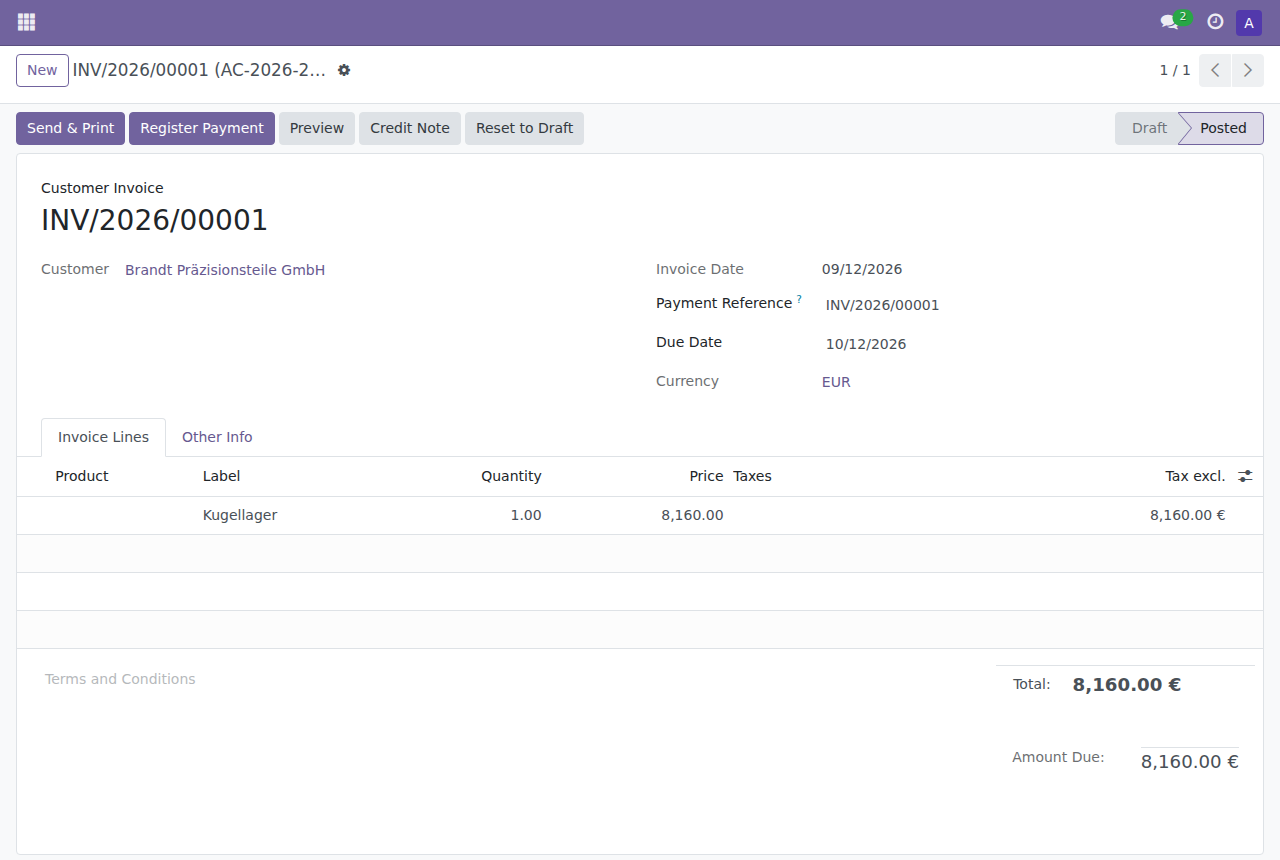 2
A
New INV/2026/00001 (AC-2026-2... 1 / 1
Send & Print Register Payment Preview Credit Note Reset to Draft Draft Posted
Customer Invoice
INV/2026/00001
Customer Brandt Präzisionsteile GmbH
Invoice Date 09/12/2026
Payment Reference ? INV/2026/00001
Due Date 10/12/2026
Currency EUR
Invoice Lines Other Info
Product Label Quantity Price Taxes Tax excl.
Kugellager 1.00 8,160.00 8,160.00 €
Terms and Conditions
Total: 8,160.00 €
Amount Due: 8,160.00 €